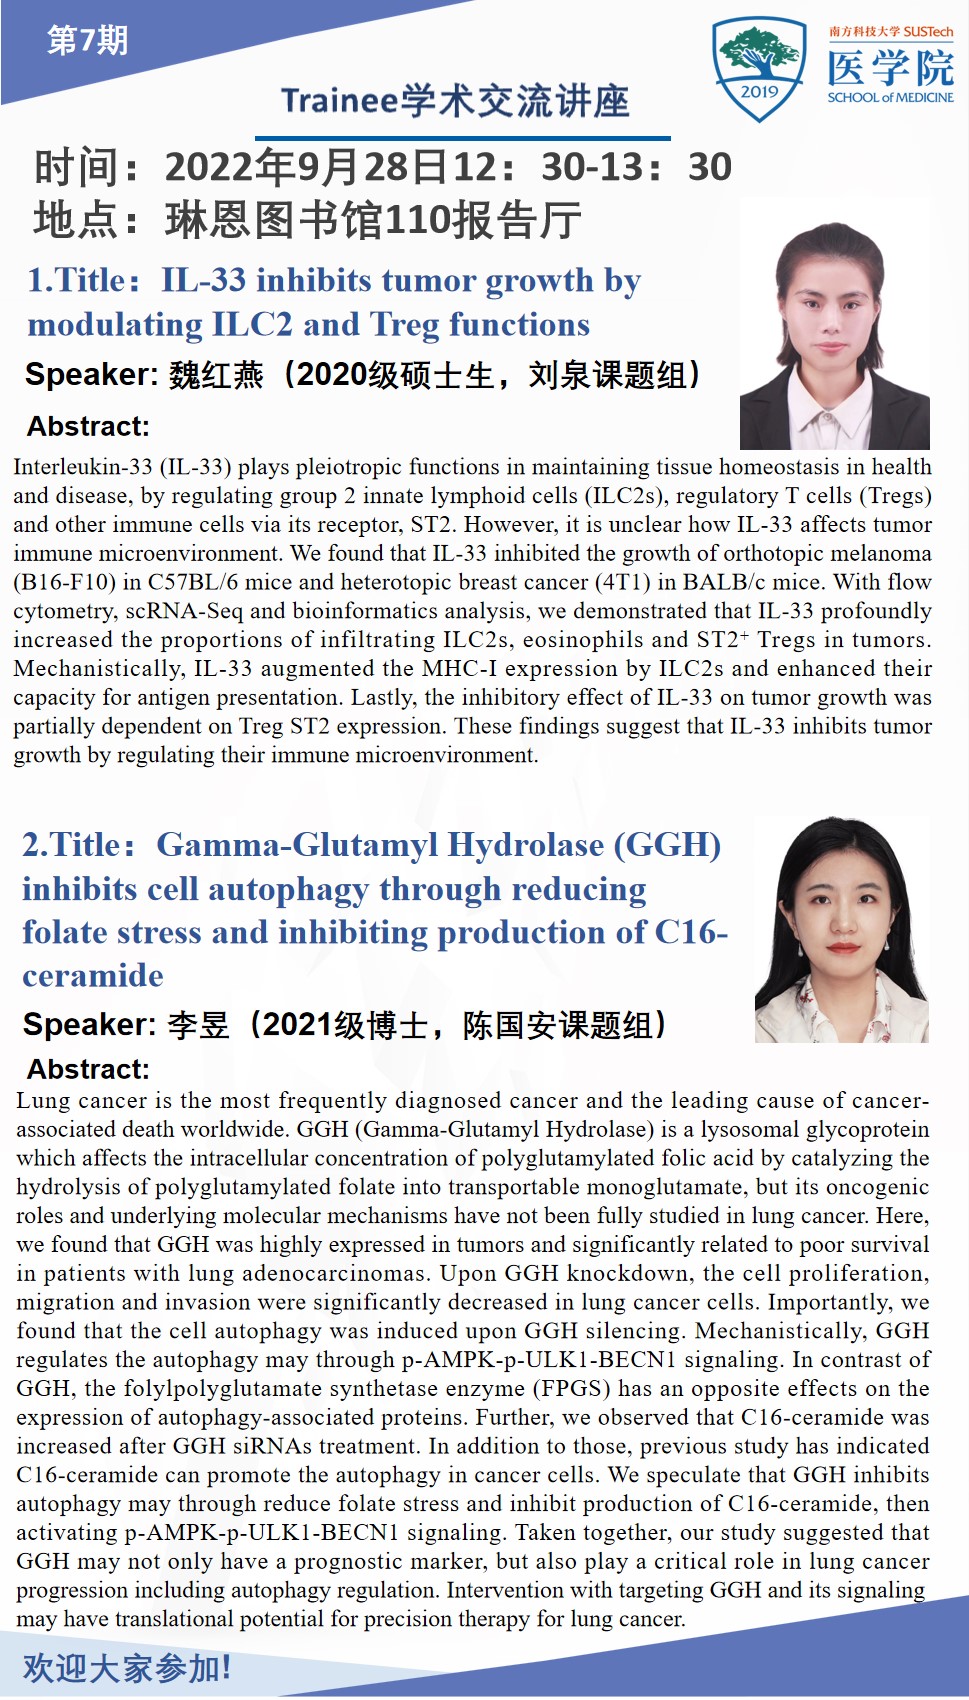 第7期
南方科技大学 SUSTech
医学院
SCHOOL of MEDICINE
2019
Trainee学术交流讲座
时间：2022年9月28日12：30-13：30
地点：琳恩图书馆110报告厅
1.Title：IL-33 inhibits tumor growth by
modulating ILC2 and Treg functions
Speaker: 魏红燕（2020级硕士生，刘泉课题组）
Abstract:
Interleukin-33 (IL-33) plays pleiotropic functions in maintaining tissue homeostasis in health
and disease, by regulating group 2 innate lymphoid cells (ILC2s), regulatory T cells (Tregs)
and other immune cells via its receptor, ST2. However, it is unclear how IL-33 affects tumor
immune microenvironment. We found that IL-33 inhibited the growth of orthotopic melanoma
(B16-F10) in C57BL/6 mice and heterotopic breast cancer (4T1) in BALB/c mice. With flow
cytometry, scRNA-Seq and bioinformatics analysis, we demonstrated that IL-33 profoundly
increased the proportions of infiltrating ILC2s, eosinophils and ST2⁺ Tregs in tumors.
Mechanistically, IL-33 augmented the MHC-I expression by ILC2s and enhanced their
capacity for antigen presentation. Lastly, the inhibitory effect of IL-33 on tumor growth was
partially dependent on Treg ST2 expression. These findings suggest that IL-33 inhibits tumor
growth by regulating their immune microenvironment.
2.Title：Gamma-Glutamyl Hydrolase (GGH)
inhibits cell autophagy through reducing
folate stress and inhibiting production of C16-
ceramide
Speaker: 李昱（2021级博士，陈国安课题组）
Abstract:
Lung cancer is the most frequently diagnosed cancer and the leading cause of cancer-
associated death worldwide. GGH (Gamma-Glutamyl Hydrolase) is a lysosomal glycoprotein
which affects the intracellular concentration of polyglutamylated folic acid by catalyzing the
hydrolysis of polyglutamylated folate into transportable monoglutamate, but its oncogenic
roles and underlying molecular mechanisms have not been fully studied in lung cancer. Here,
we found that GGH was highly expressed in tumors and significantly related to poor survival
in patients with lung adenocarcinomas. Upon GGH knockdown, the cell proliferation,
migration and invasion were significantly decreased in lung cancer cells. Importantly, we
found that the cell autophagy was induced upon GGH silencing. Mechanistically, GGH
regulates the autophagy may through p-AMPK-p-ULK1-BECN1 signaling. In contrast of
GGH, the folylpolyglutamate synthetase enzyme (FPGS) has an opposite effects on the
expression of autophagy-associated proteins. Further, we observed that C16-ceramide was
increased after GGH siRNAs treatment. In addition to those, previous study has indicated
C16-ceramide can promote the autophagy in cancer cells. We speculate that GGH inhibits
autophagy may through reduce folate stress and inhibit production of C16-ceramide, then
activating p-AMPK-p-ULK1-BECN1 signaling. Taken together, our study suggested that
GGH may not only have a prognostic marker, but also play a critical role in lung cancer
progression including autophagy regulation. Intervention with targeting GGH and its signaling
may have translational potential for precision therapy for lung cancer.
欢迎大家参加!